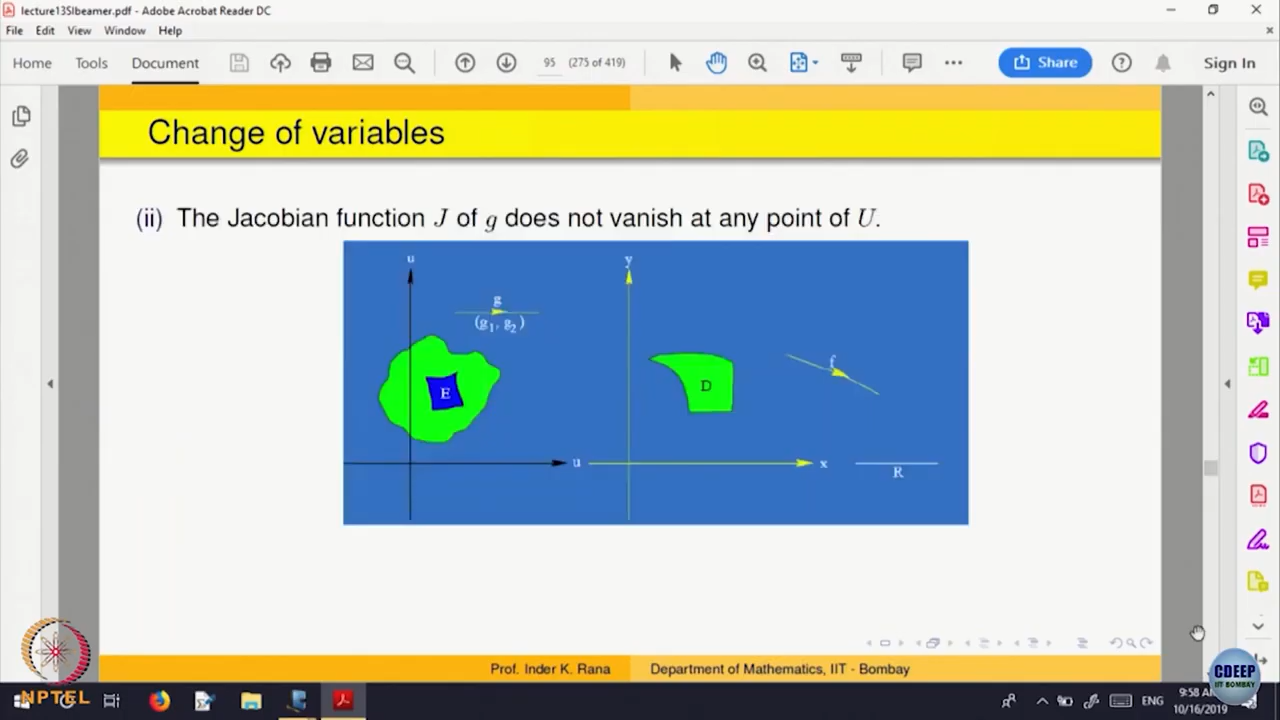 lecture13Slbeamer.pdf - Adobe Acrobat Reader DC
File Edit View Window Help
Home Tools Document 95 (275 of 419) Share Sign In
Change of variables
(ii) The Jacobian function J of g does not vanish at any point of U.
u
y
g
(g1, g2)
f
E
D
u
x
R
Prof. Inder K. Rana Department of Mathematics, IIT - Bombay
NPTEL
CDEEP
IIT BOMBAY
ENG
9:58 AM
10/16/2019